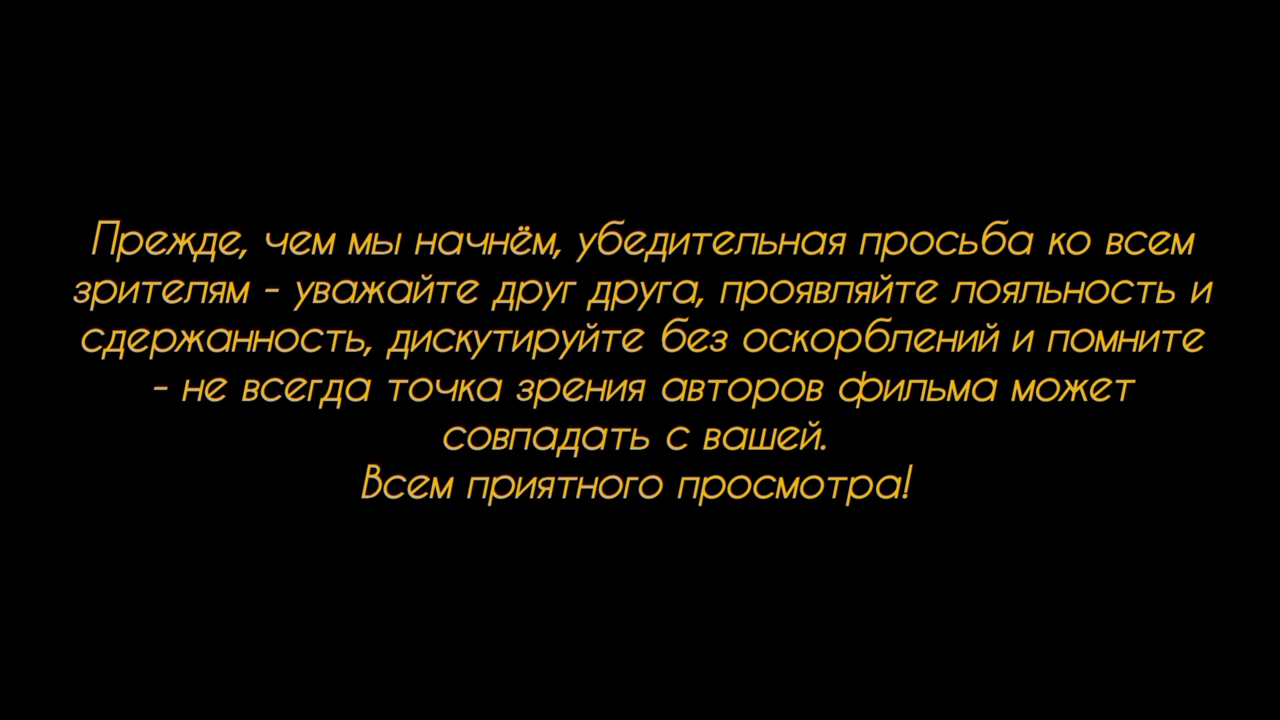 Прежде, чем мы начнём, убедительная просьба ко всем
зрителям - уважайте друг друга, проявляйте лояльность и
сдержанность, дискутируйте без оскорблений и помните
- не всегда точка зрения авторов фильма может
совпадать с вашей.
Всем приятного просмотра!